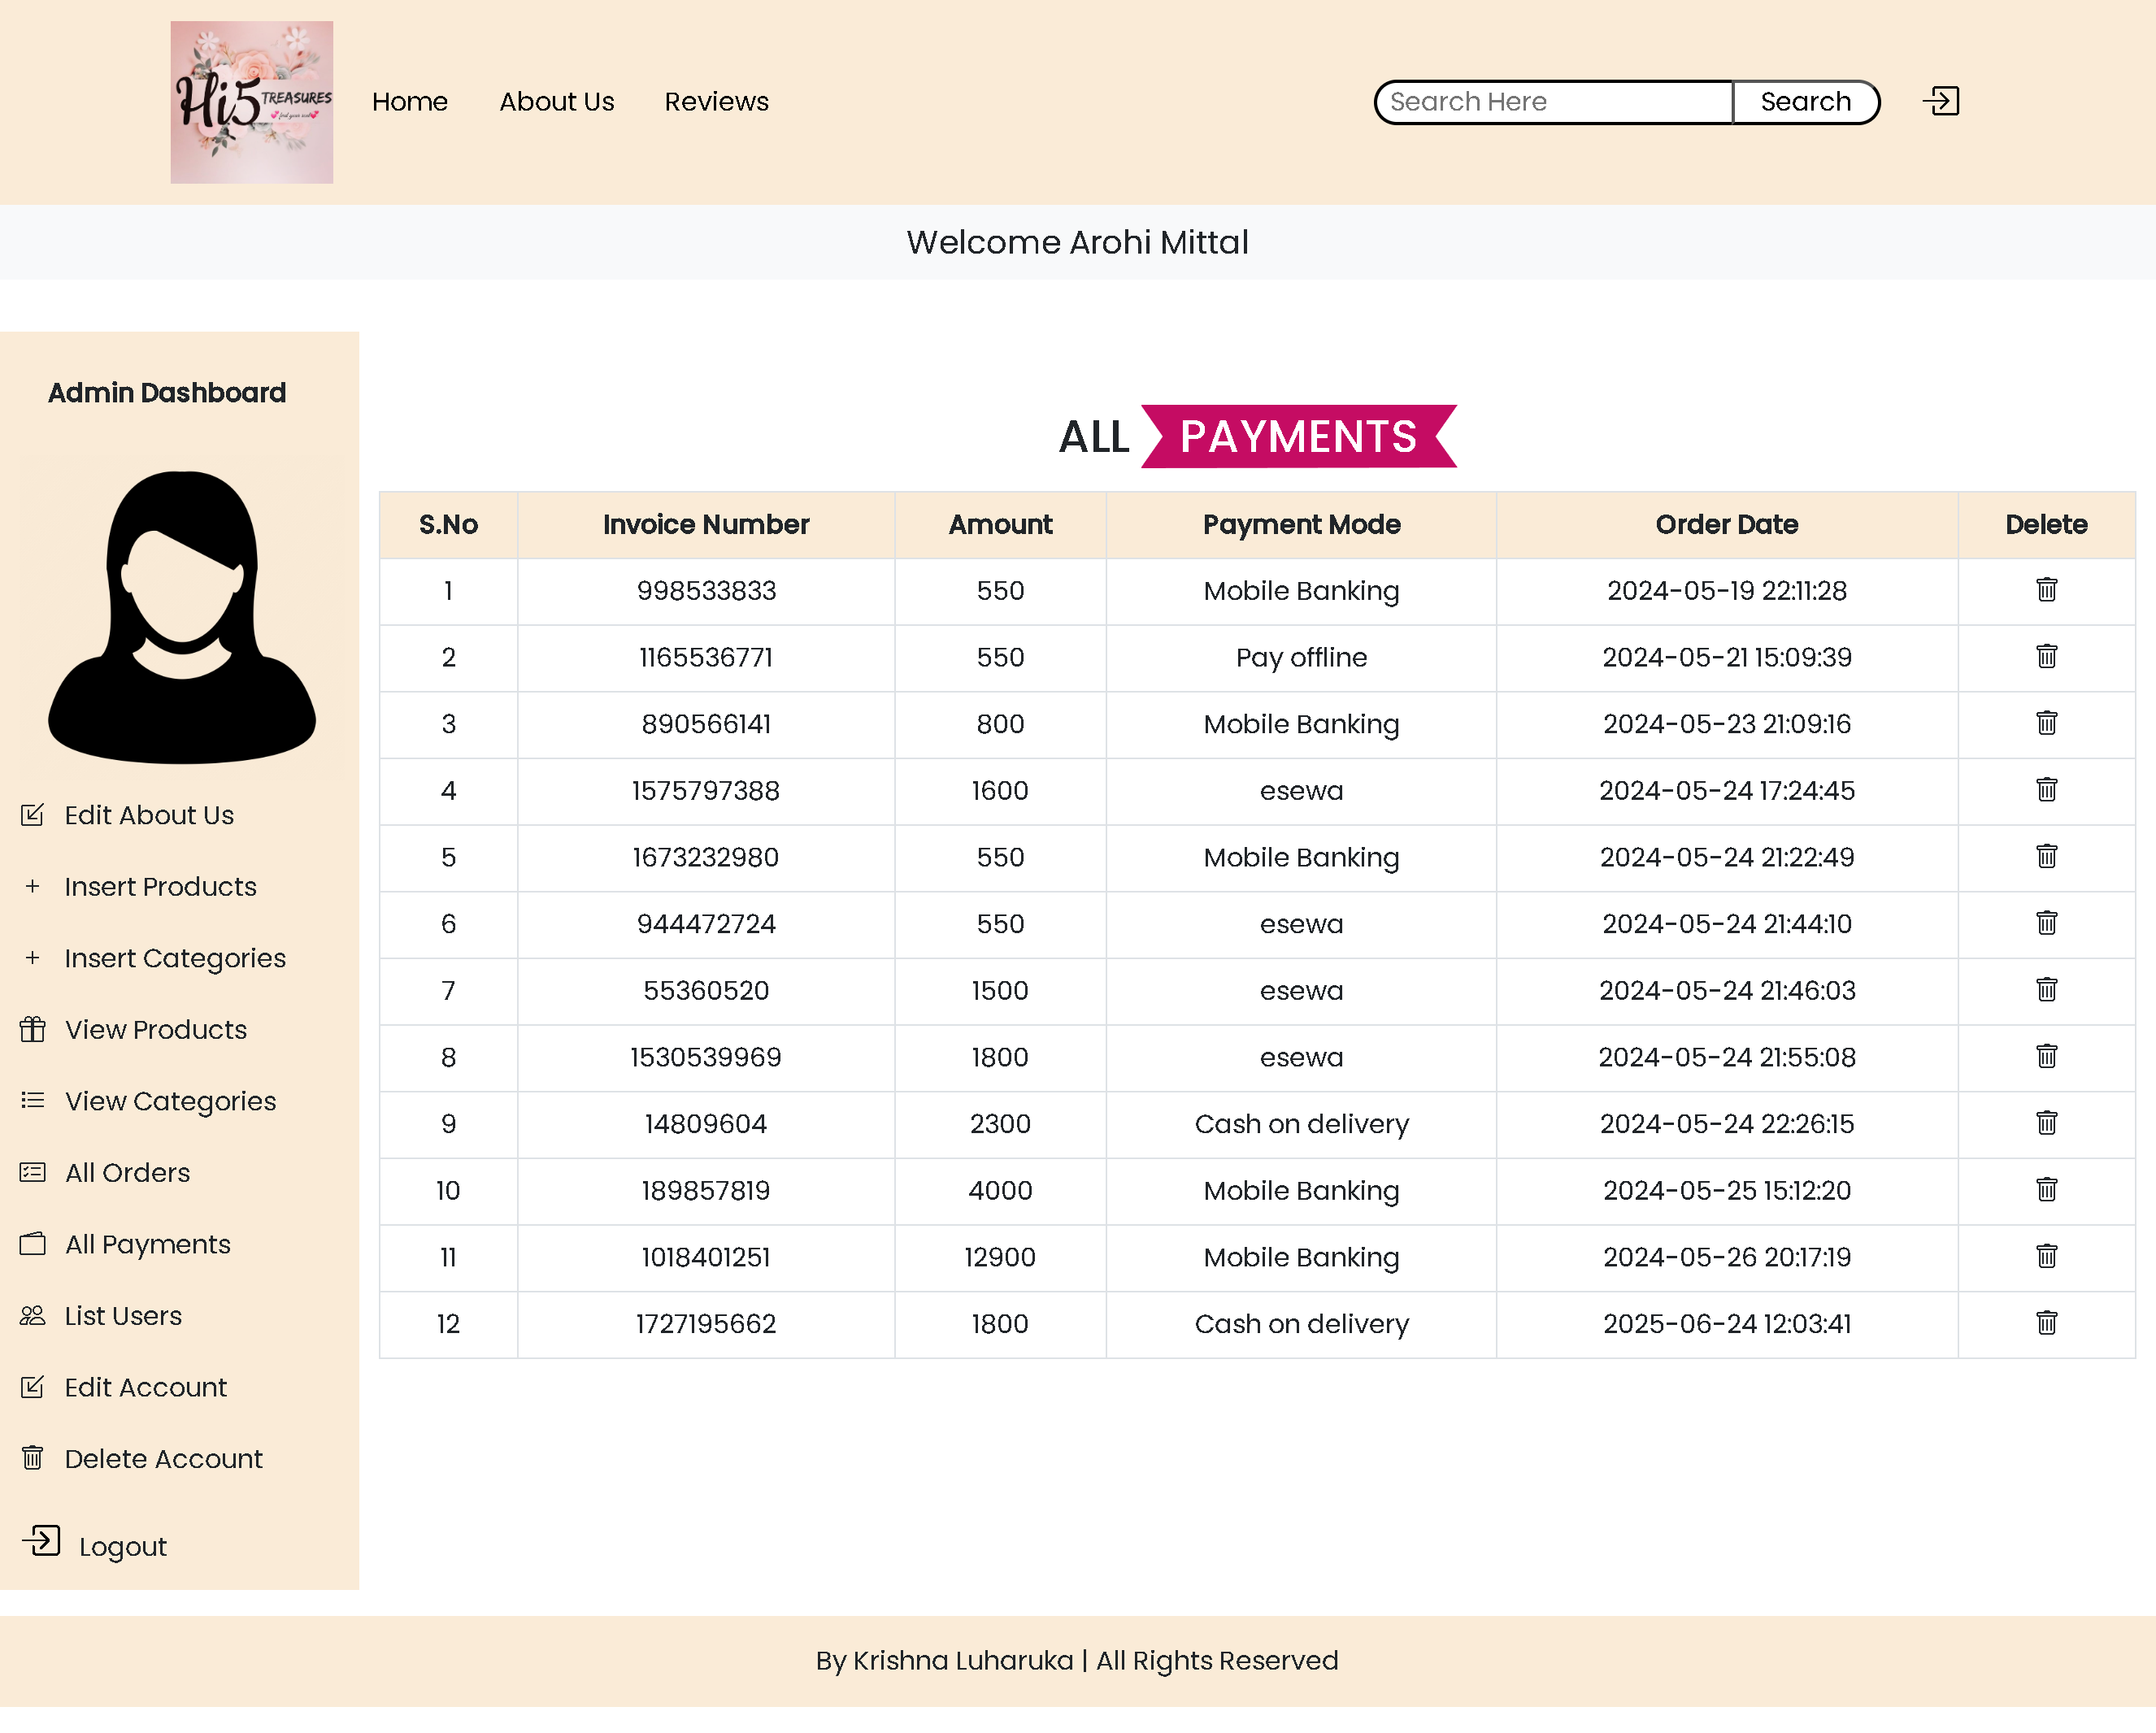 Hi5 TREASURES
find your soul
Home About Us Reviews Search Here Search
Welcome Arohi Mittal
Admin Dashboard
Edit About Us
Insert Products
Insert Categories
View Products
View Categories
All Orders
All Payments
List Users
Edit Account
Delete Account
Logout
ALL PAYMENTS
S.No Invoice Number Amount Payment Mode Order Date Delete
1 998533833 550 Mobile Banking 2024-05-19 22:11:28
2 1165536771 550 Pay offline 2024-05-21 15:09:39
3 890566141 800 Mobile Banking 2024-05-23 21:09:16
4 1575797388 1600 esewa 2024-05-24 17:24:45
5 1673232980 550 Mobile Banking 2024-05-24 21:22:49
6 944472724 550 esewa 2024-05-24 21:44:10
7 55360520 1500 esewa 2024-05-24 21:46:03
8 1530539969 1800 esewa 2024-05-24 21:55:08
9 14809604 2300 Cash on delivery 2024-05-24 22:26:15
10 189857819 4000 Mobile Banking 2024-05-25 15:12:20
11 1018401251 12900 Mobile Banking 2024-05-26 20:17:19
12 1727195662 1800 Cash on delivery 2025-06-24 12:03:41
By Krishna Luharuka | All Rights Reserved